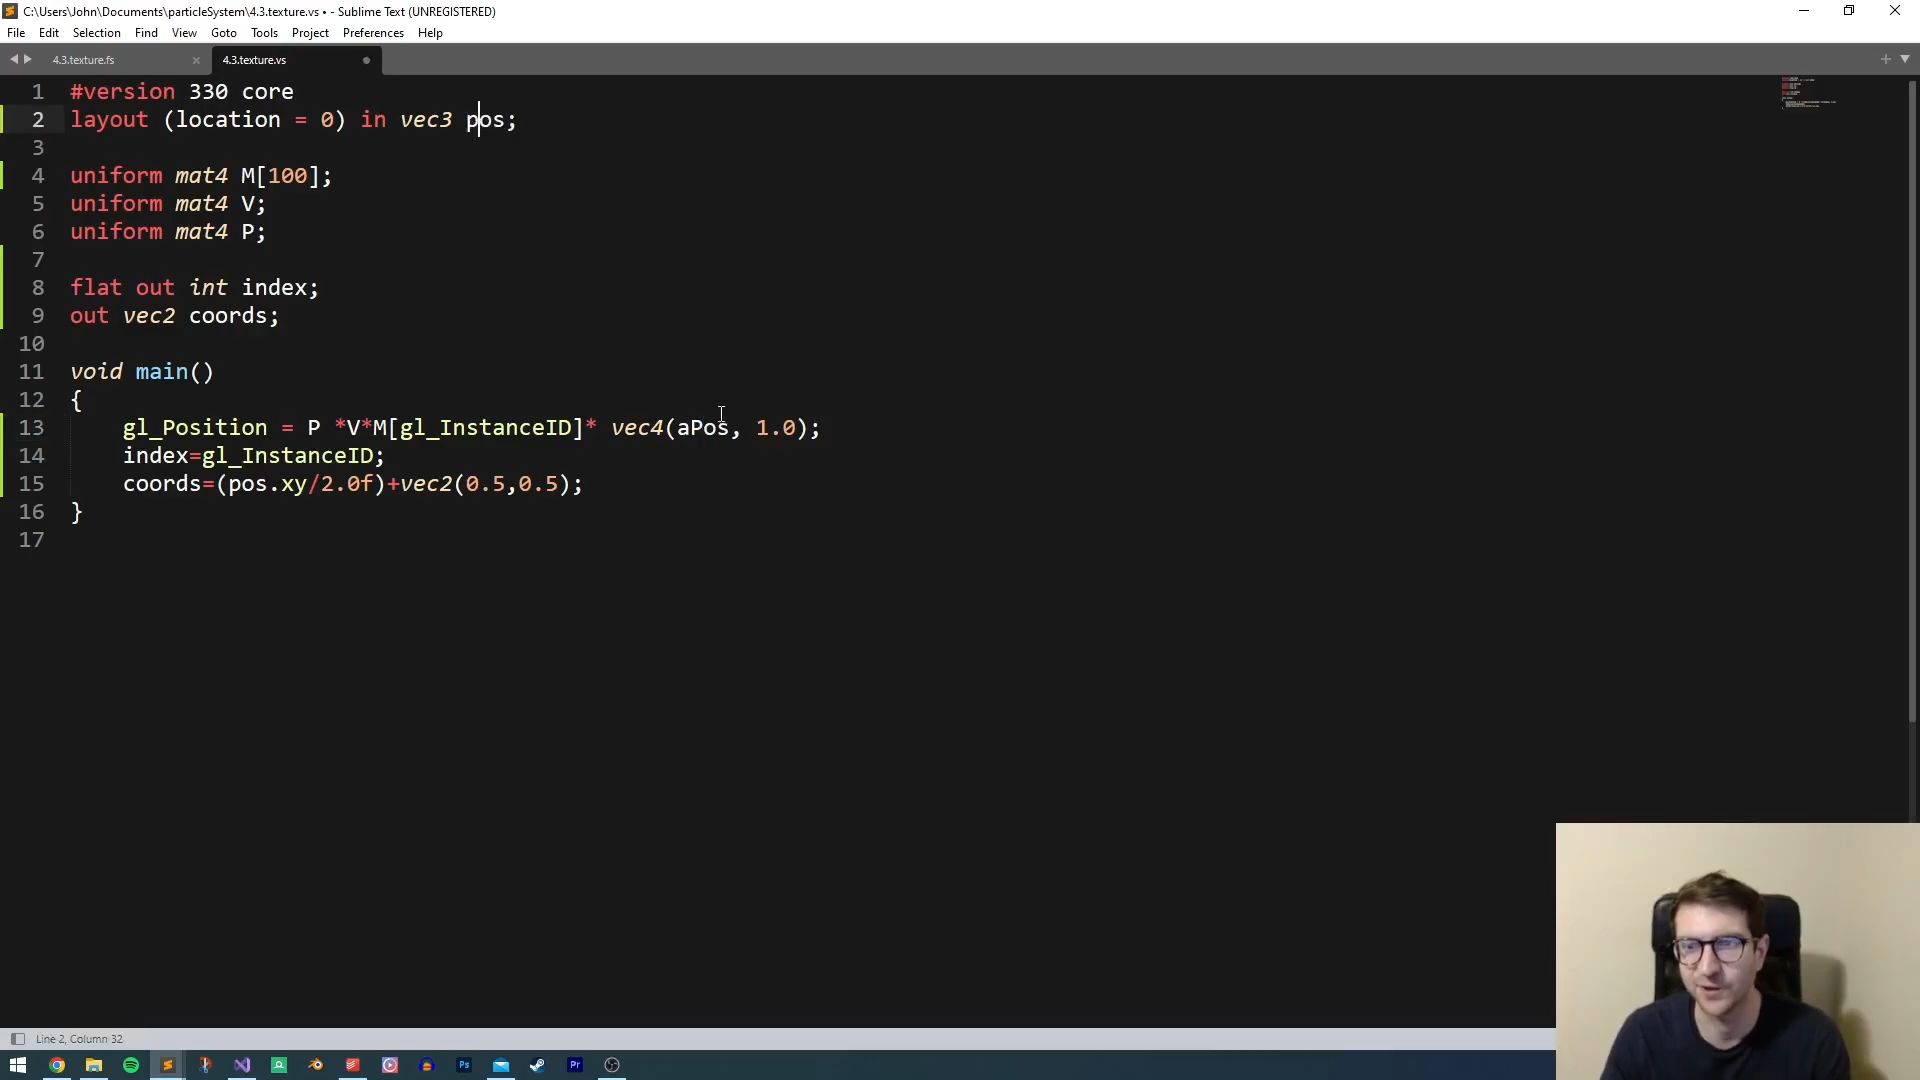 C:\Users\John\Documents\particleSystem\4.3.texture.vs • - Sublime Text (UNREGISTERED)
File Edit Selection Find View Goto Tools Project Preferences Help
4.3.texture.fs 4.3.texture.vs
1 #version 330 core
2 layout (location = 0) in vec3 pos;
3
4 uniform mat4 M[100];
5 uniform mat4 V;
6 uniform mat4 P;
7
8 flat out int index;
9 out vec2 coords;
10
11 void main()
12 {
13 gl_Position = P *V*M[gl_InstanceID]* vec4(aPos, 1.0);
14 index=gl_InstanceID;
15 coords=(pos.xy/2.0f)+vec2(0.5,0.5);
16 }
17
Line 2, Column 32
Ps Pr